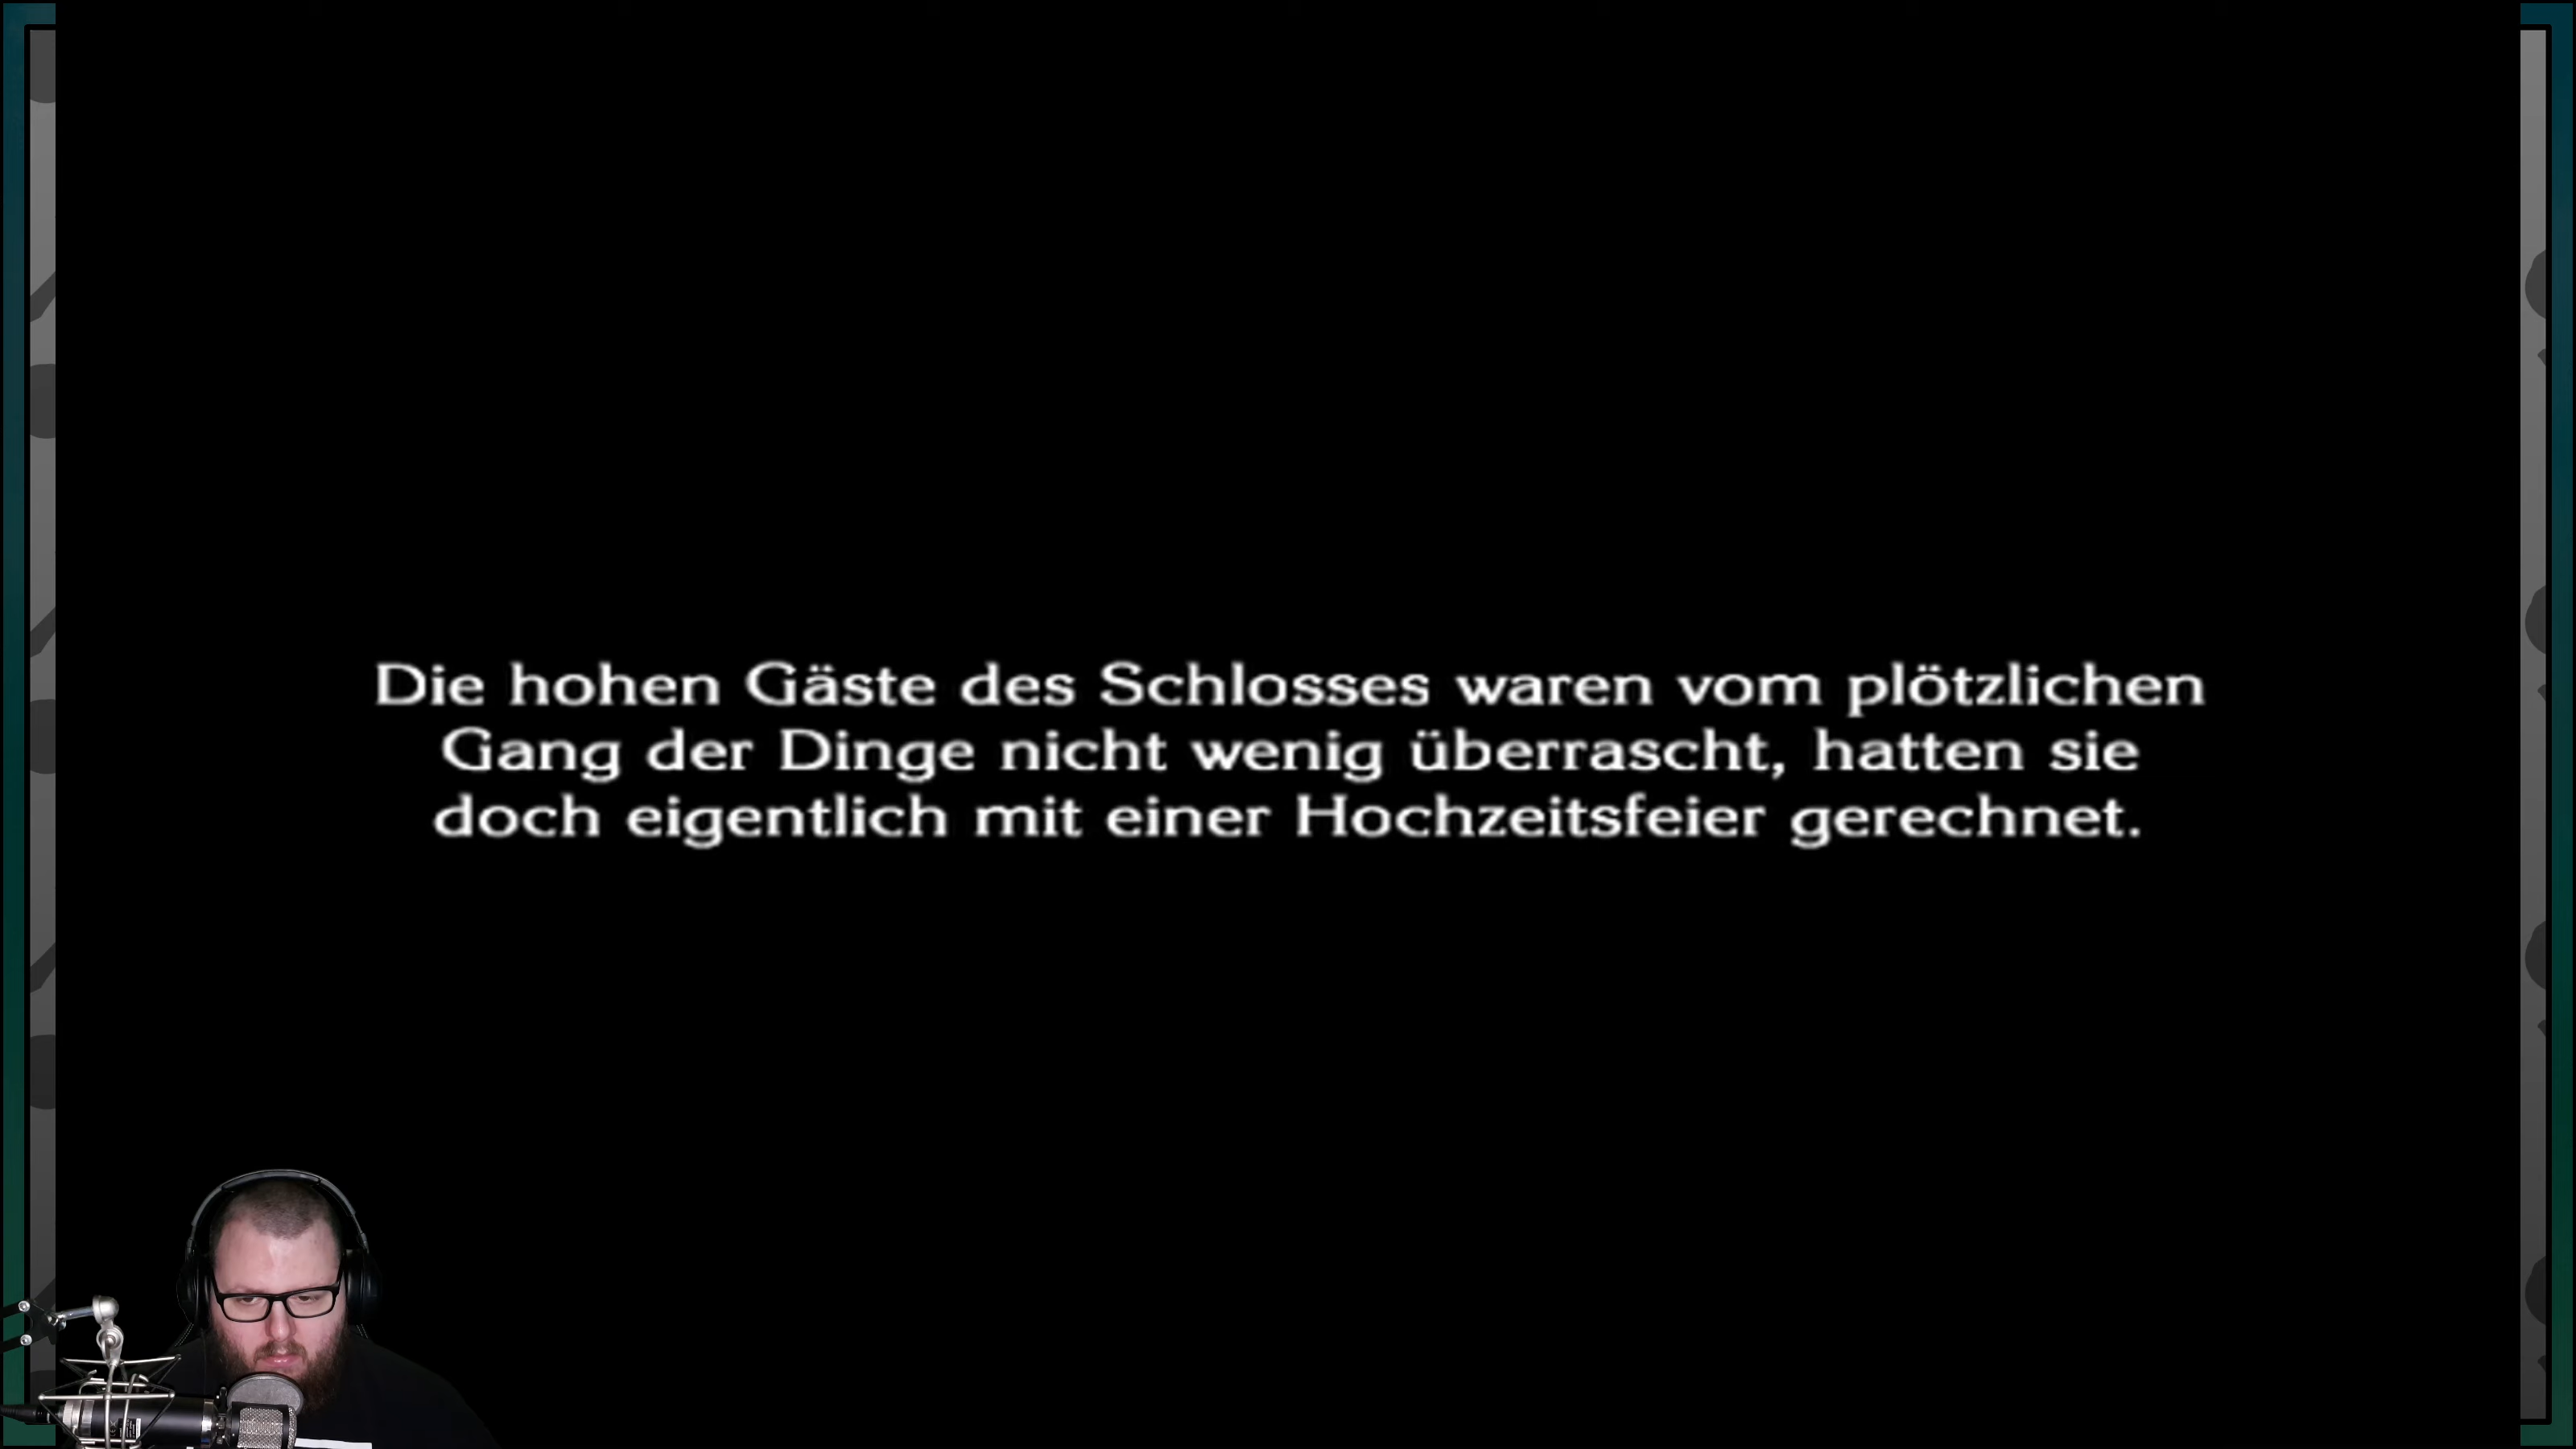 Die hohen Gäste des Schlosses waren vom plötzlichen
Gang der Dinge nicht wenig überrascht, hatten sie
doch eigentlich mit einer Hochzeitsfeier gerechnet.